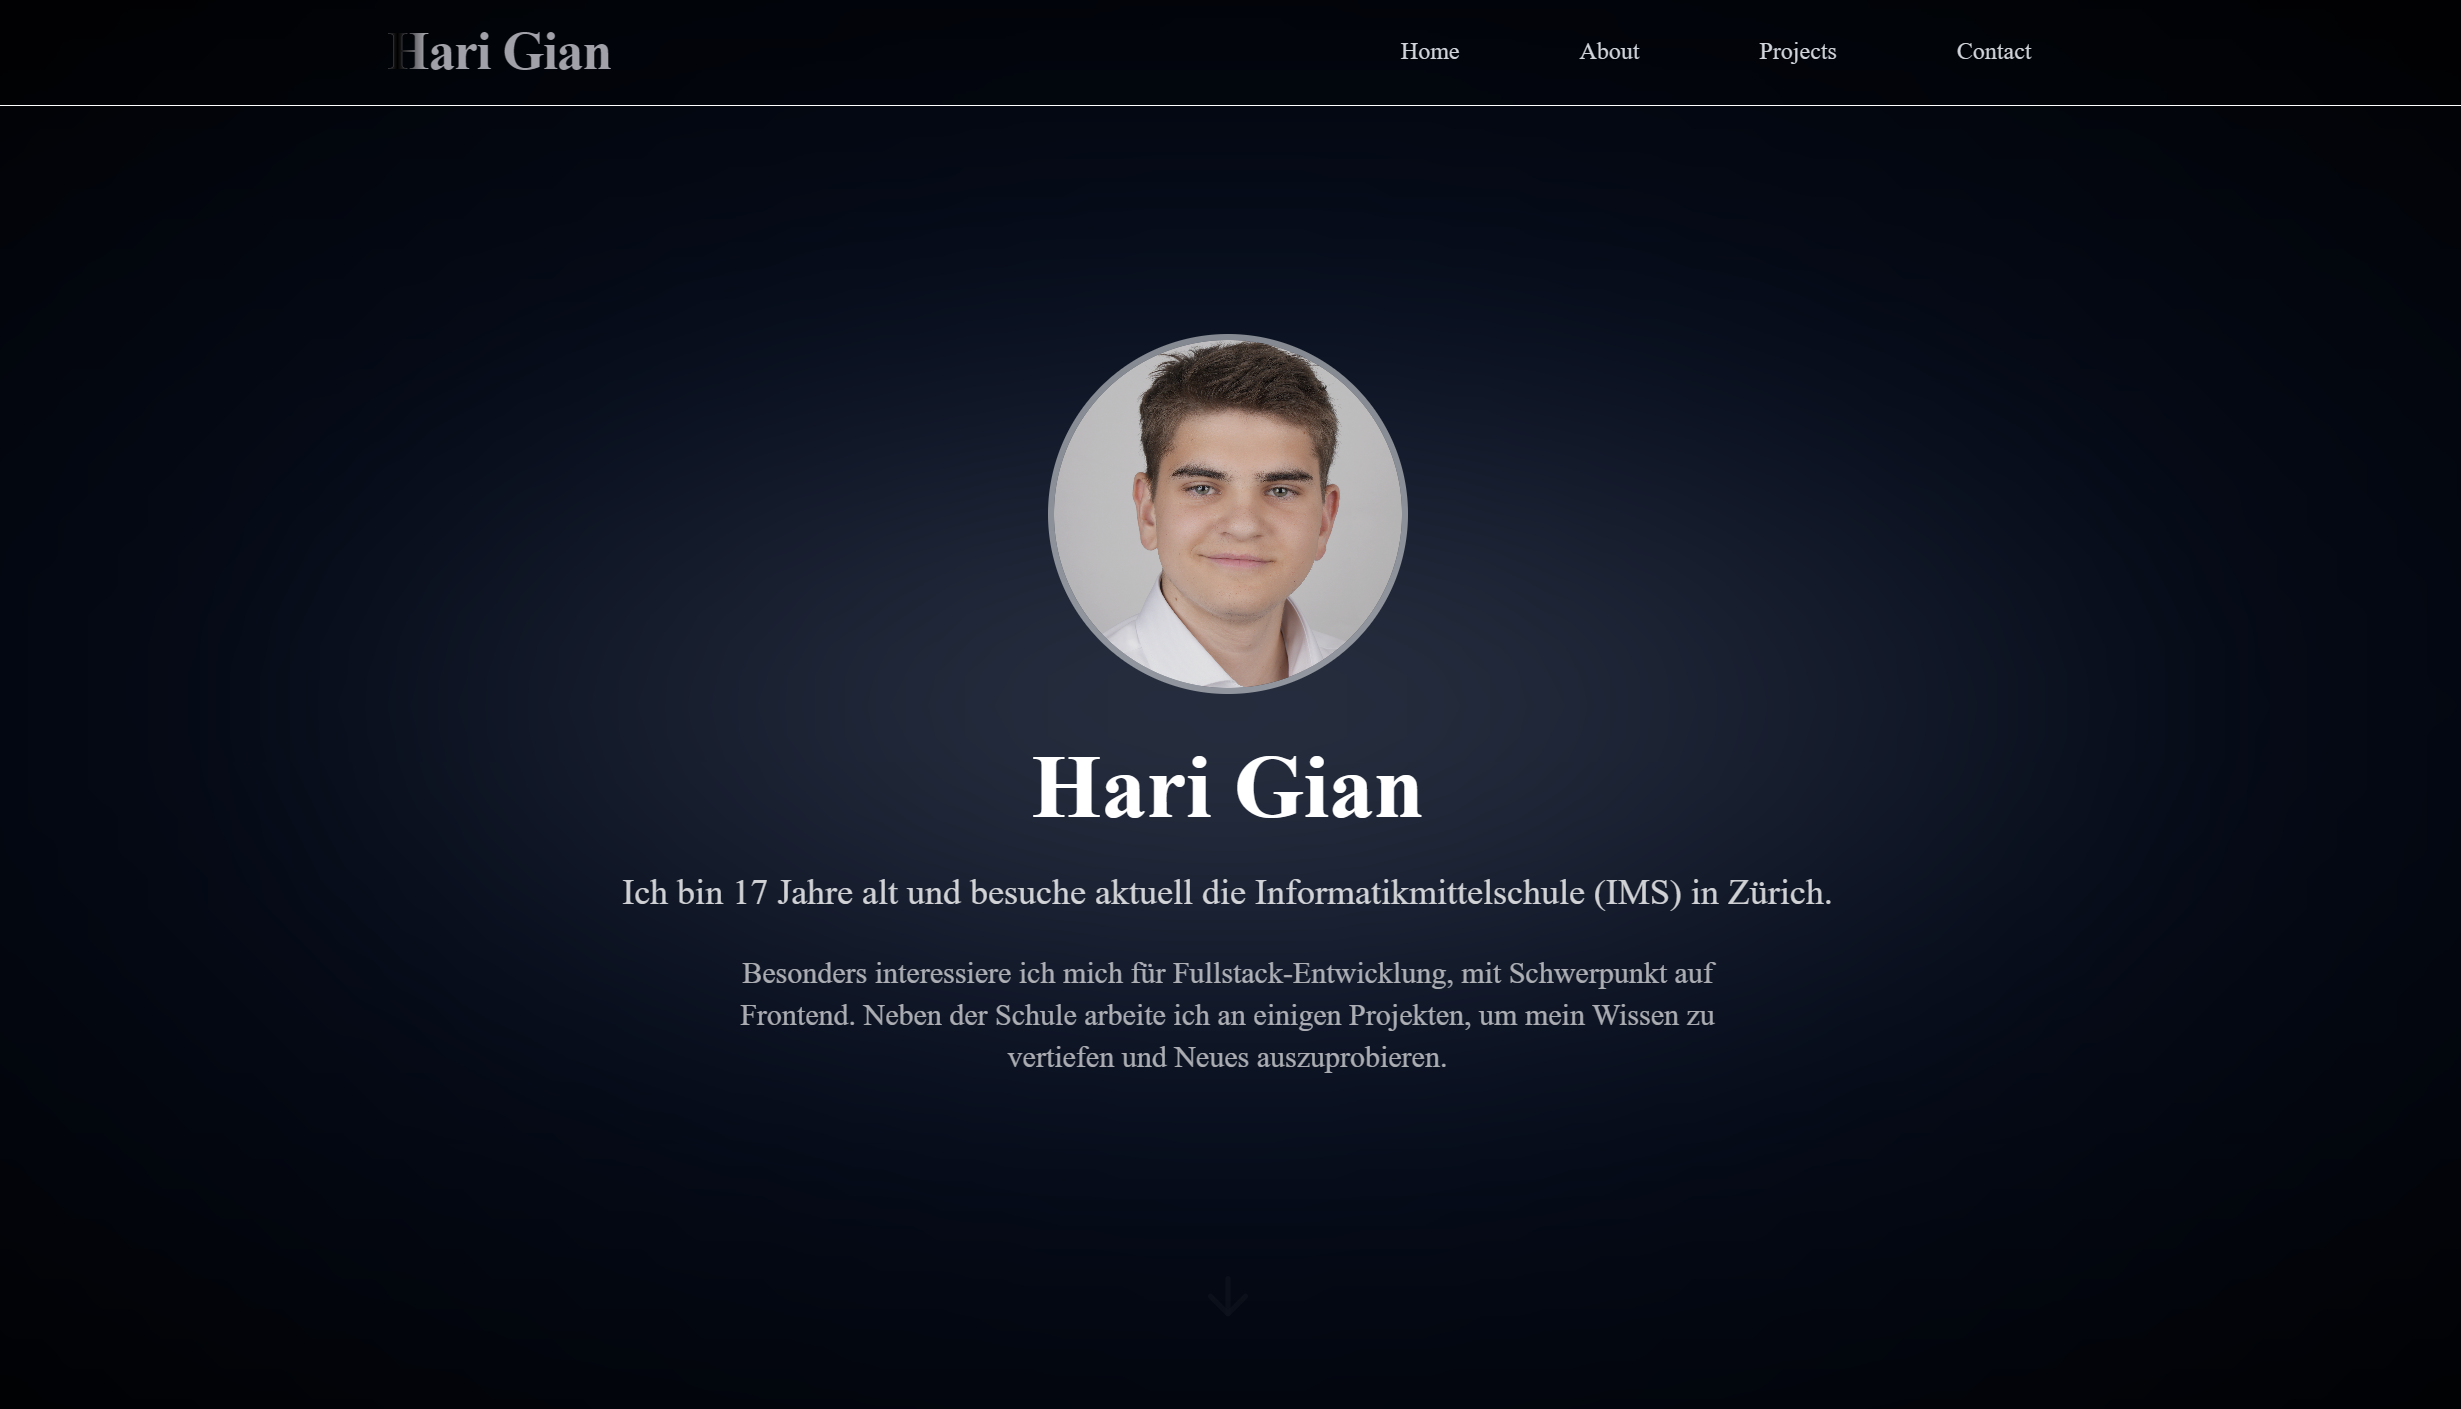 Hari Gian
Home
About
Projects
Contact
Hari Gian
Ich bin 17 Jahre alt und besuche aktuell die Informatikmittelschule (IMS) in Zürich.
Besonders interessiere ich mich für Fullstack-Entwicklung, mit Schwerpunkt auf
Frontend. Neben der Schule arbeite ich an einigen Projekten, um mein Wissen zu
vertiefen und Neues auszuprobieren.